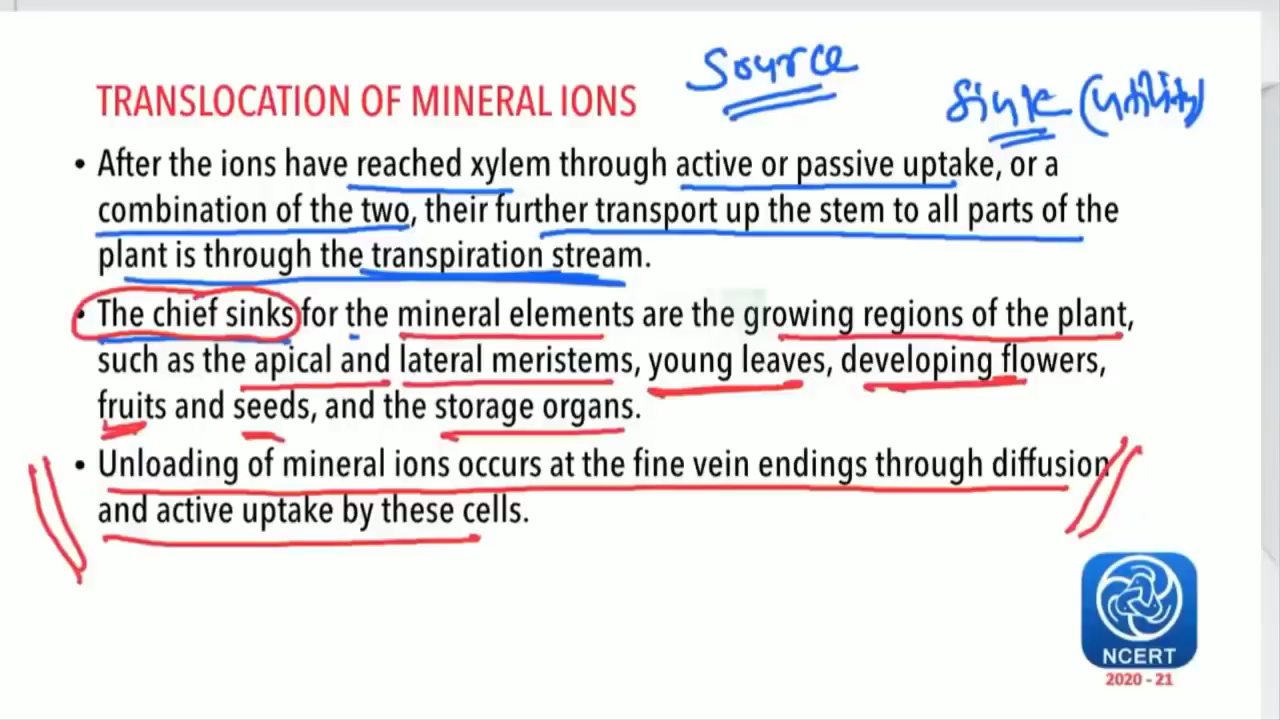 Source
Sink (utility)
TRANSLOCATION OF MINERAL IONS
• After the ions have reached xylem through active or passive uptake, or a
combination of the two, their further transport up the stem to all parts of the
plant is through the transpiration stream.
• The chief sinks for the mineral elements are the growing regions of the plant,
such as the apical and lateral meristems, young leaves, developing flowers,
fruits and seeds, and the storage organs.
• Unloading of mineral ions occurs at the fine vein endings through diffusion
and active uptake by these cells.
NCERT
2020 - 21